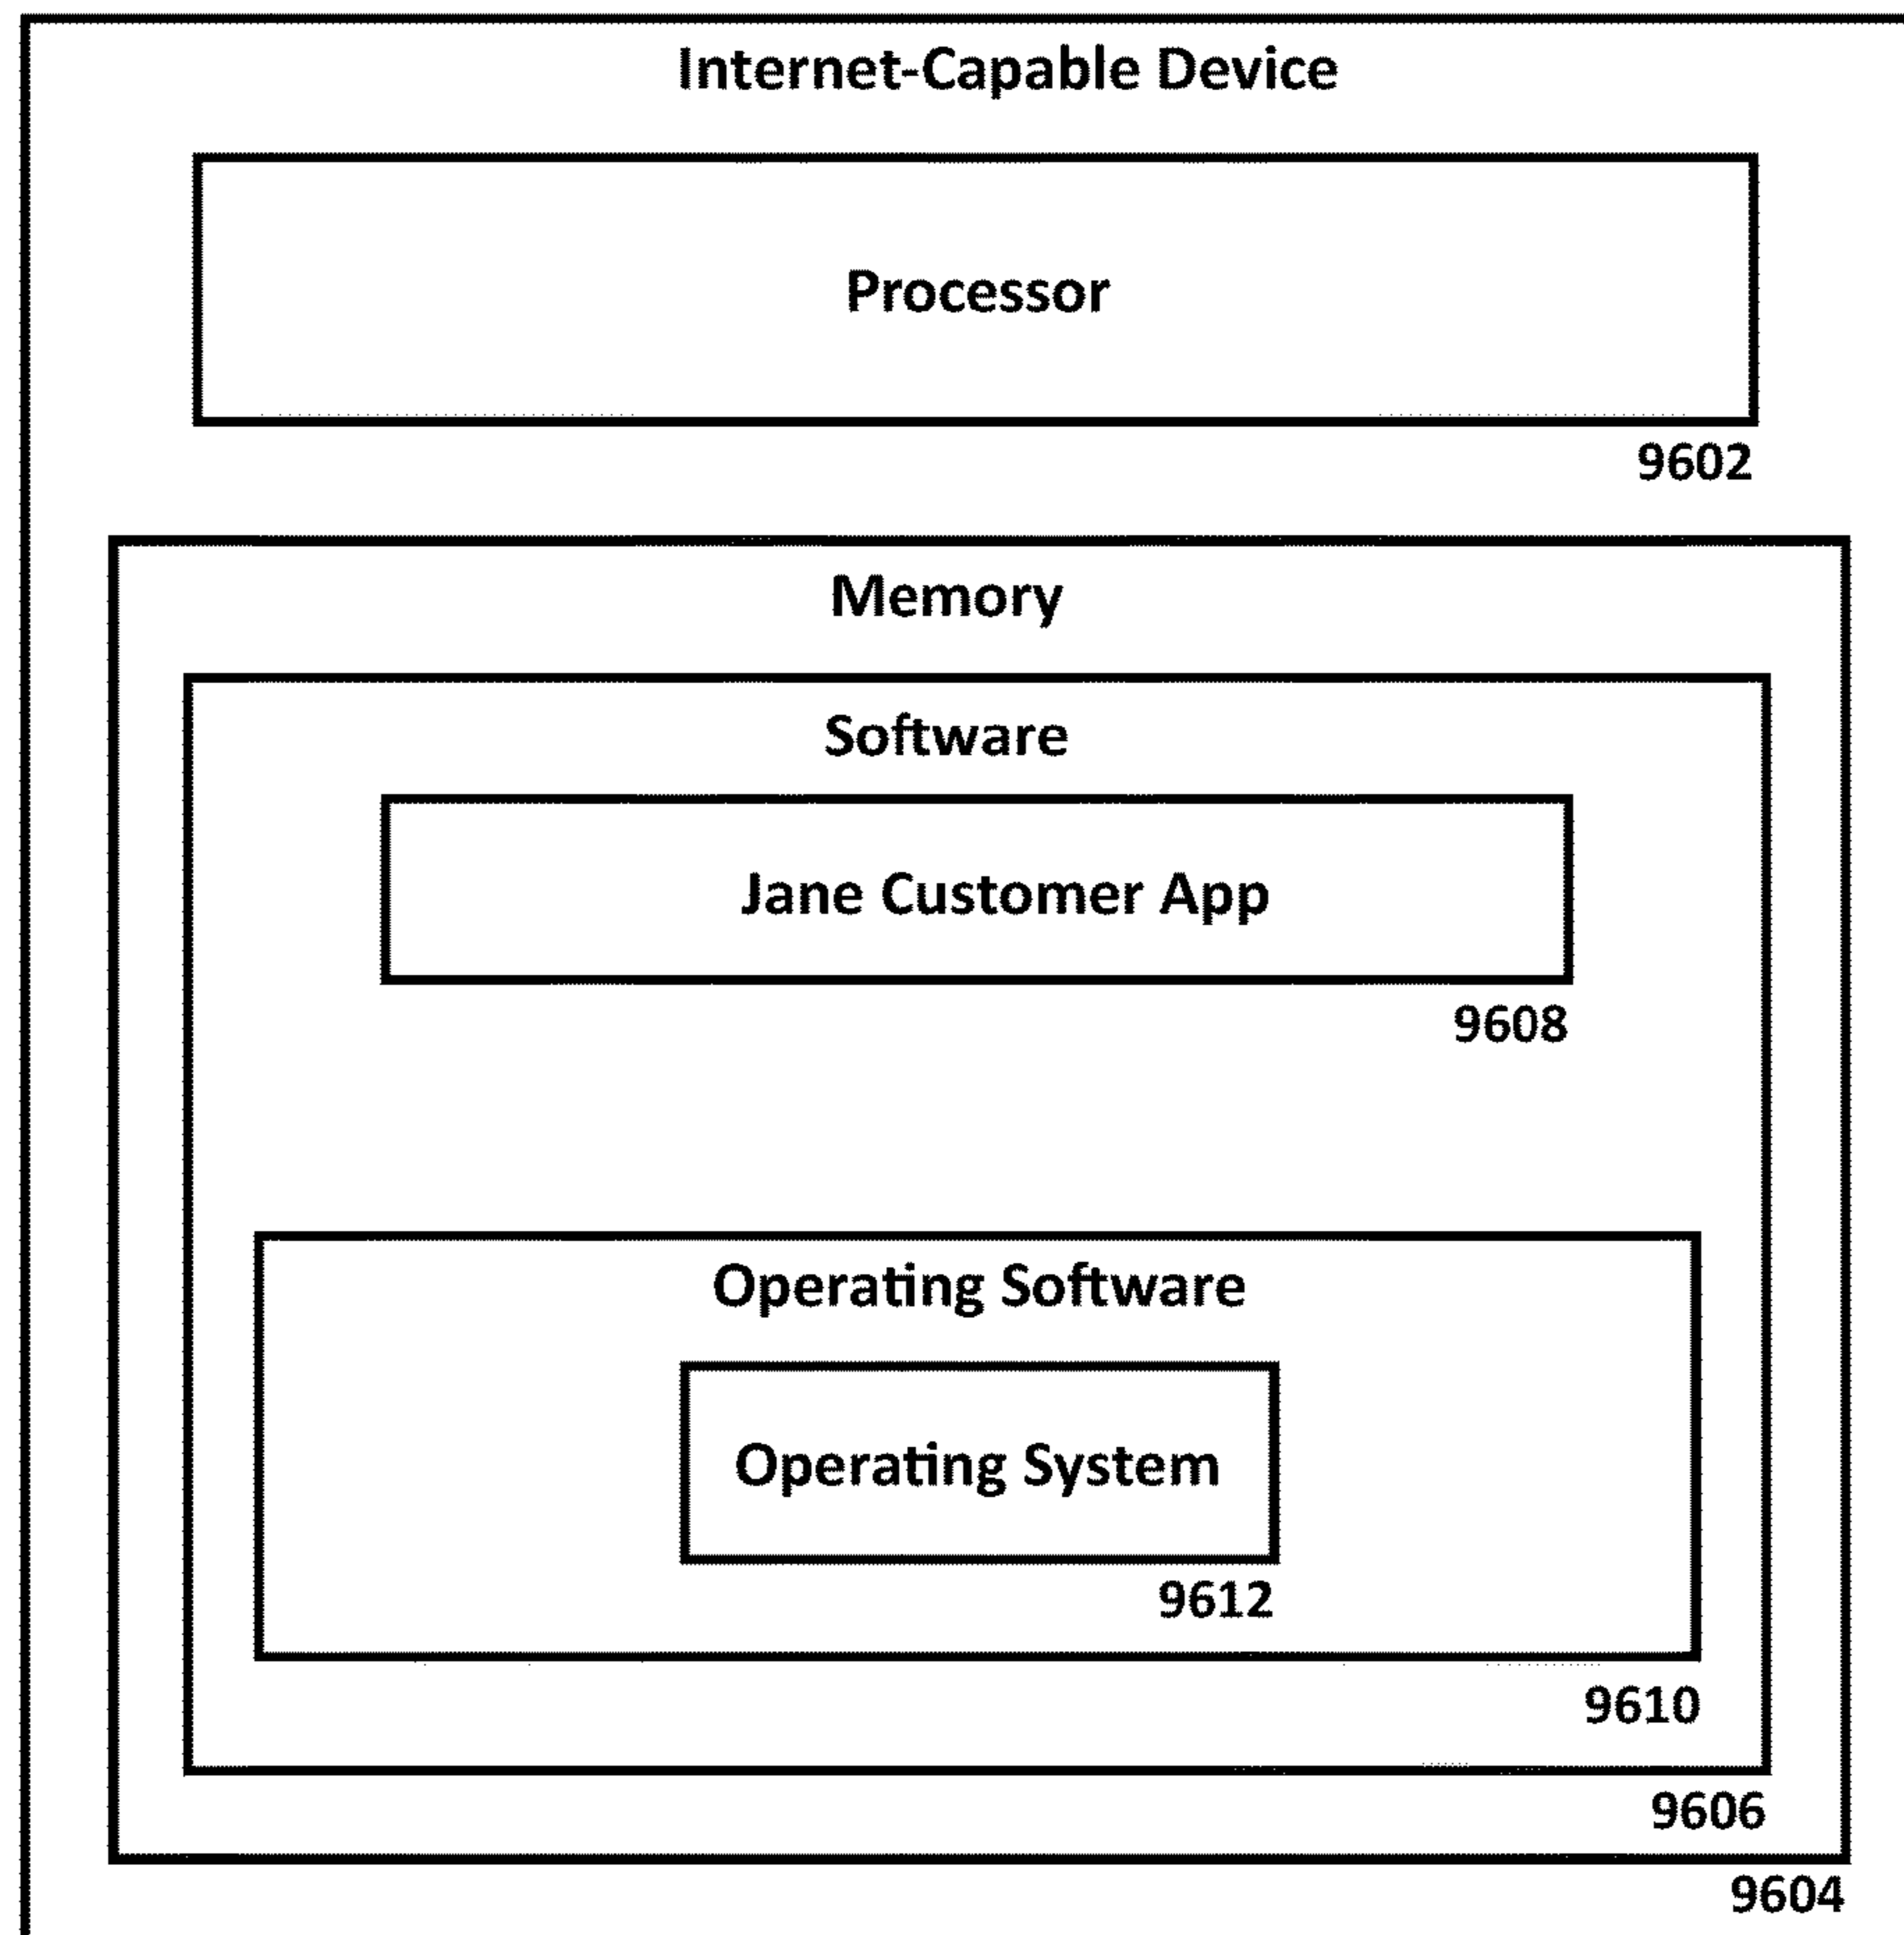 Internet-Capable Device
Processor
9602
Memory
Software
Jane Customer App
9608
Operating Software
Operating System
9612
9610
9606
9604